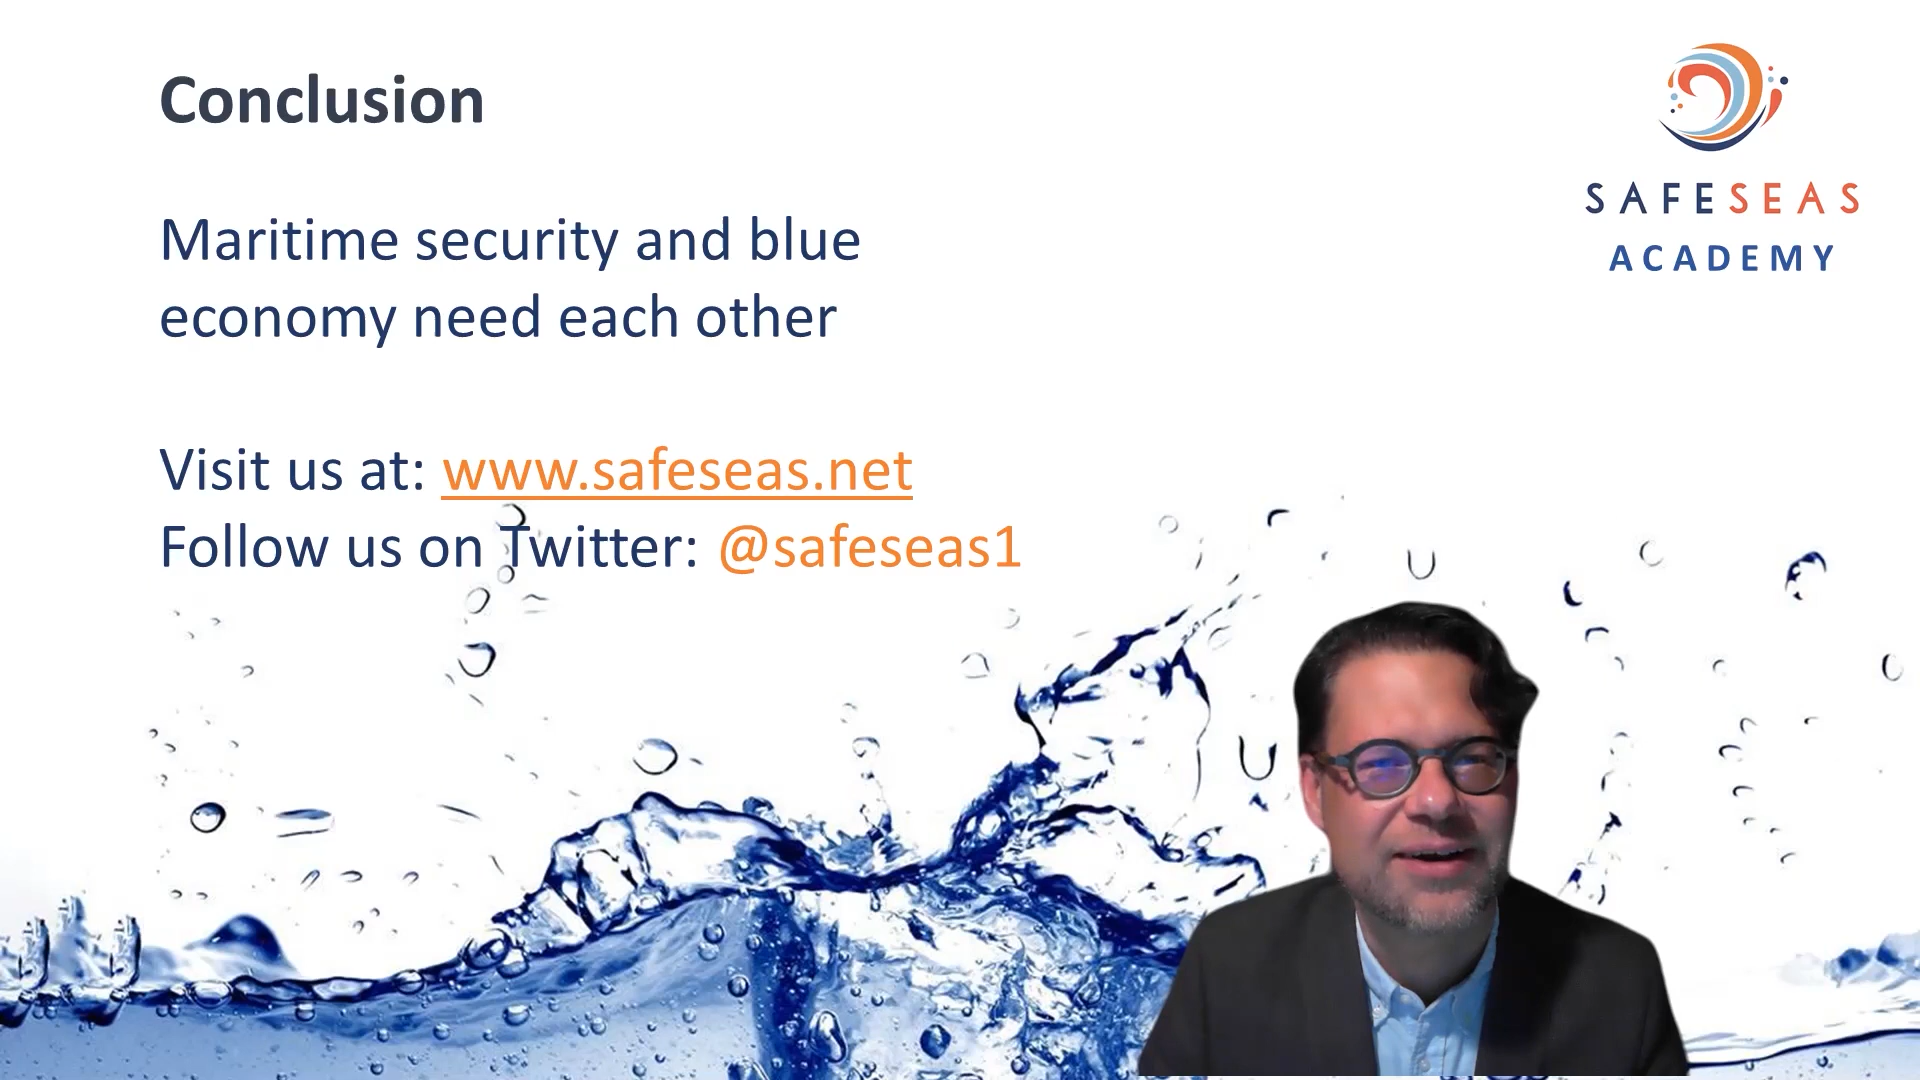 Conclusion
SAFESEAS
ACADEMY
Maritime security and blue
economy need each other
Visit us at: www.safeseas.net
Follow us on Twitter: @safeseas1